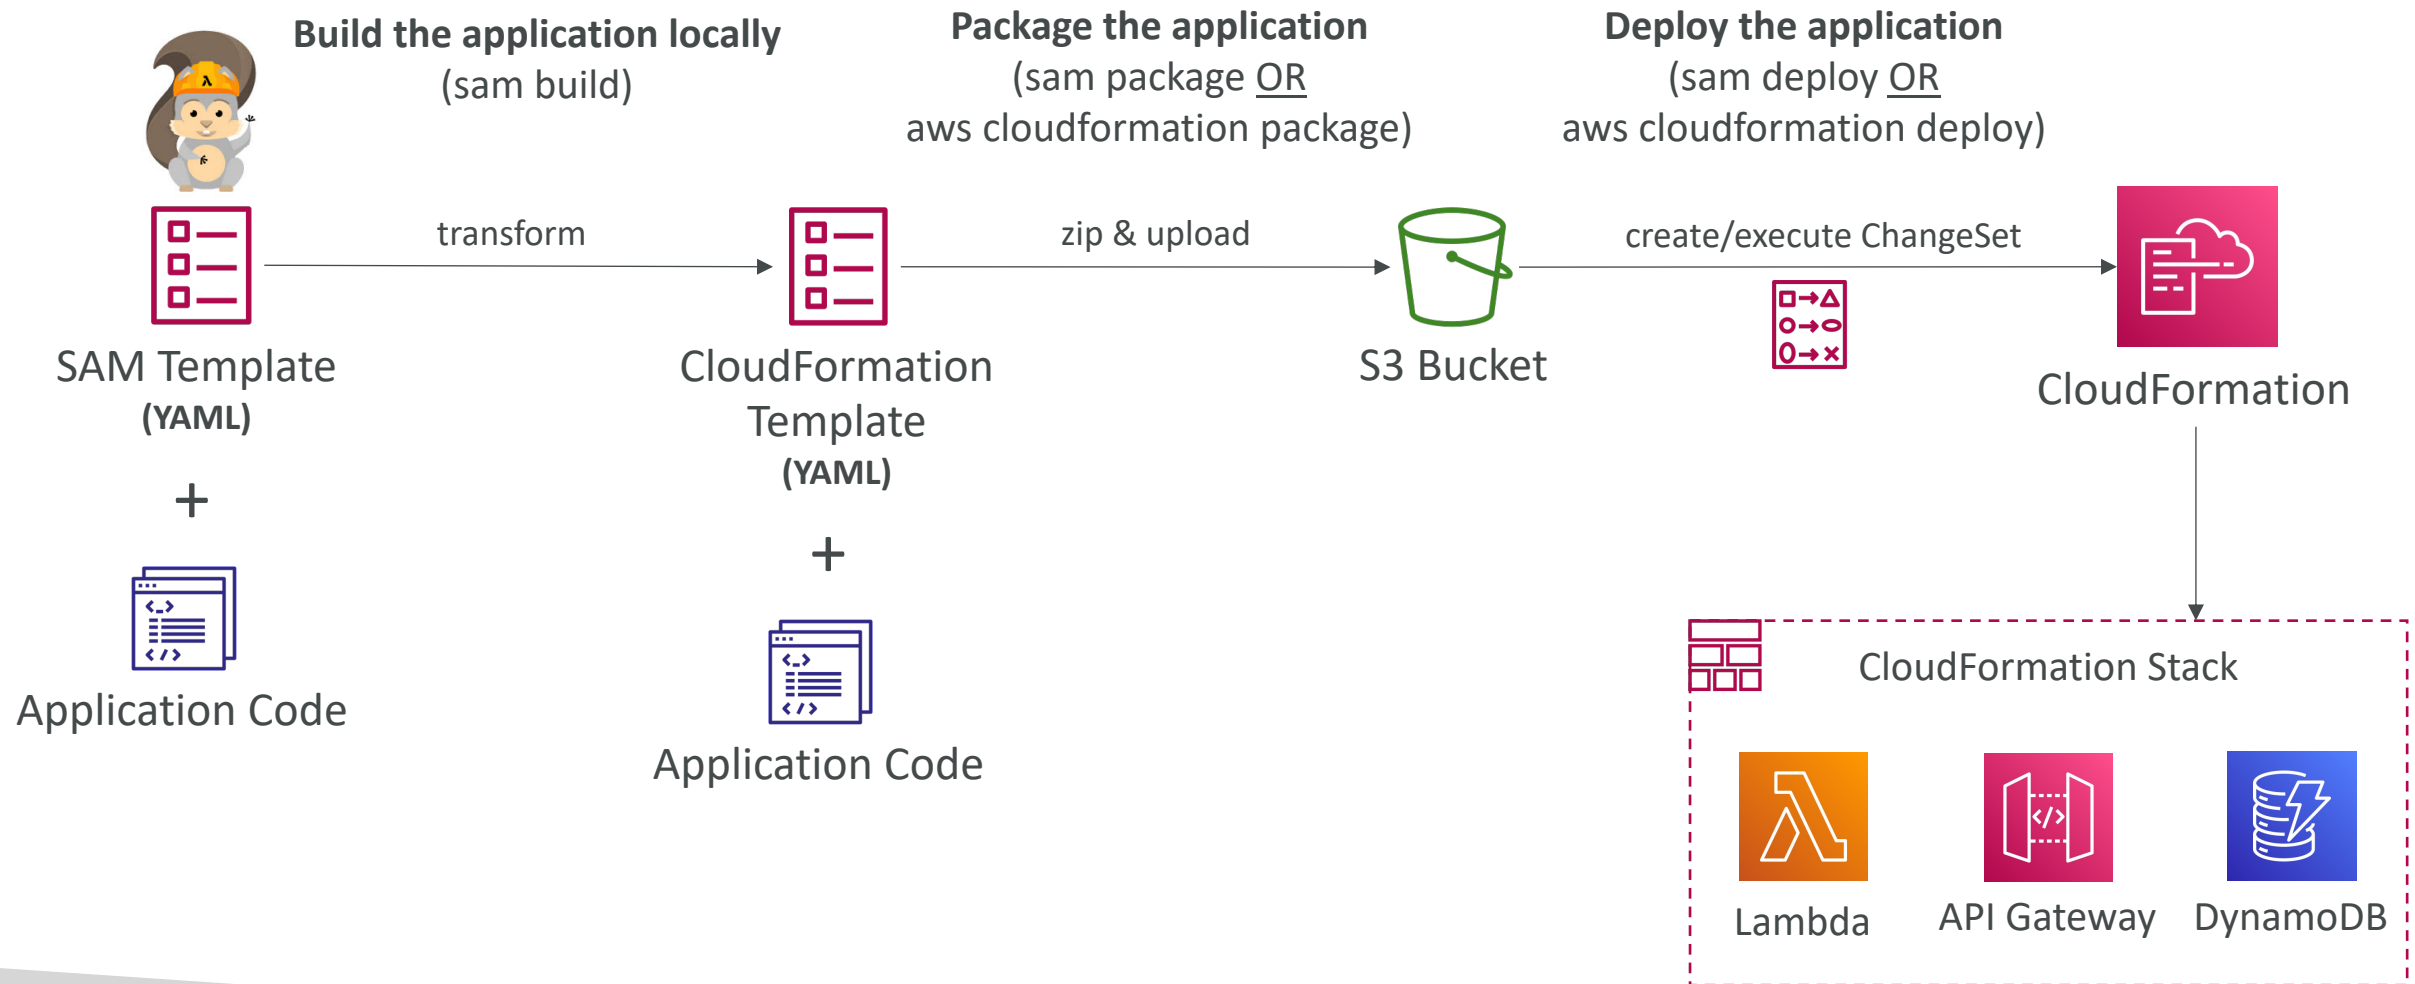 Build the application locally
(sam build)
Package the application
(sam package OR
aws cloudformation package)
Deploy the application
(sam deploy OR
aws cloudformation deploy)
transform
zip & upload
create/execute ChangeSet
SAM Template
(YAML)
+
Application Code
CloudFormation
Template
(YAML)
+
Application Code
S3 Bucket
CloudFormation
CloudFormation Stack
Lambda
API Gateway
DynamoDB